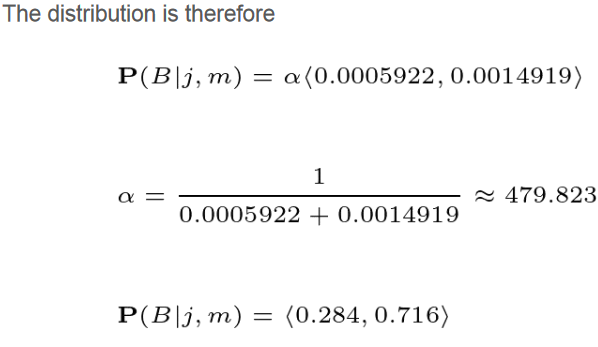 The distribution is therefore
P(B|j, m) = α⟨0.0005922, 0.0014919⟩
α = 1 / 0.0005922 + 0.0014919 ≈ 479.823
P(B|j, m) = ⟨0.284, 0.716⟩